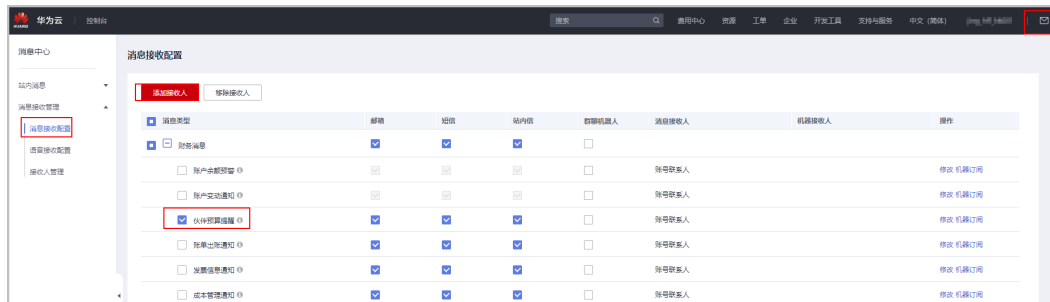 HUAWEI 华为云 控制台 搜索 费用中心 资源 工单 企业 开发工具 支持与服务 中文 (简体)
消息中心
站内消息
消息接收管理
消息接收配置
语音接收配置
接收人管理
消息接收配置
添加接收人 移除接收人
消息类型 邮箱 短信 站内信 群聊机器人 消息接收人 机器接收人 操作
财务消息
账户余额预警 账号联系人 修改 机器订阅
账户变动通知 账号联系人 修改 机器订阅
伙伴预算提醒 账号联系人 修改 机器订阅
账单出账通知 账号联系人 修改 机器订阅
发票信息通知 账号联系人 修改 机器订阅
成本管理通知 账号联系人 修改 机器订阅